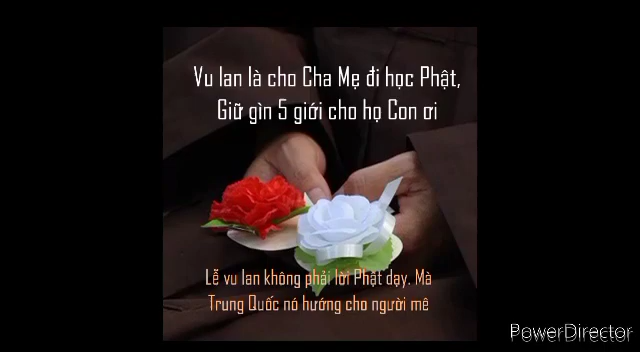 Vu lan là cho Cha Mẹ đi học Phật,
Giữ gìn 5 giới cho họ Con ơi
Lễ vu lan không phải lời Phật dạy. Mà
Trung Quốc nó hướng cho người mê
PowerDirector